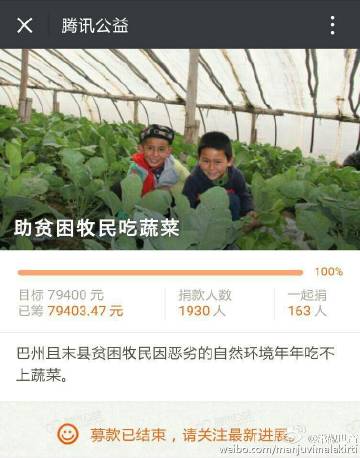 腾讯公益
助贫困牧民吃蔬菜
100%
目标 79400 元
已筹 79403.47 元
捐款人数
1930 人
一起捐
163 人
巴州且末县贫困牧民因恶劣的自然环境年年吃不
上蔬菜。
募款已结束，请关注最新进展。
weibo.com/manjuvimalakirti